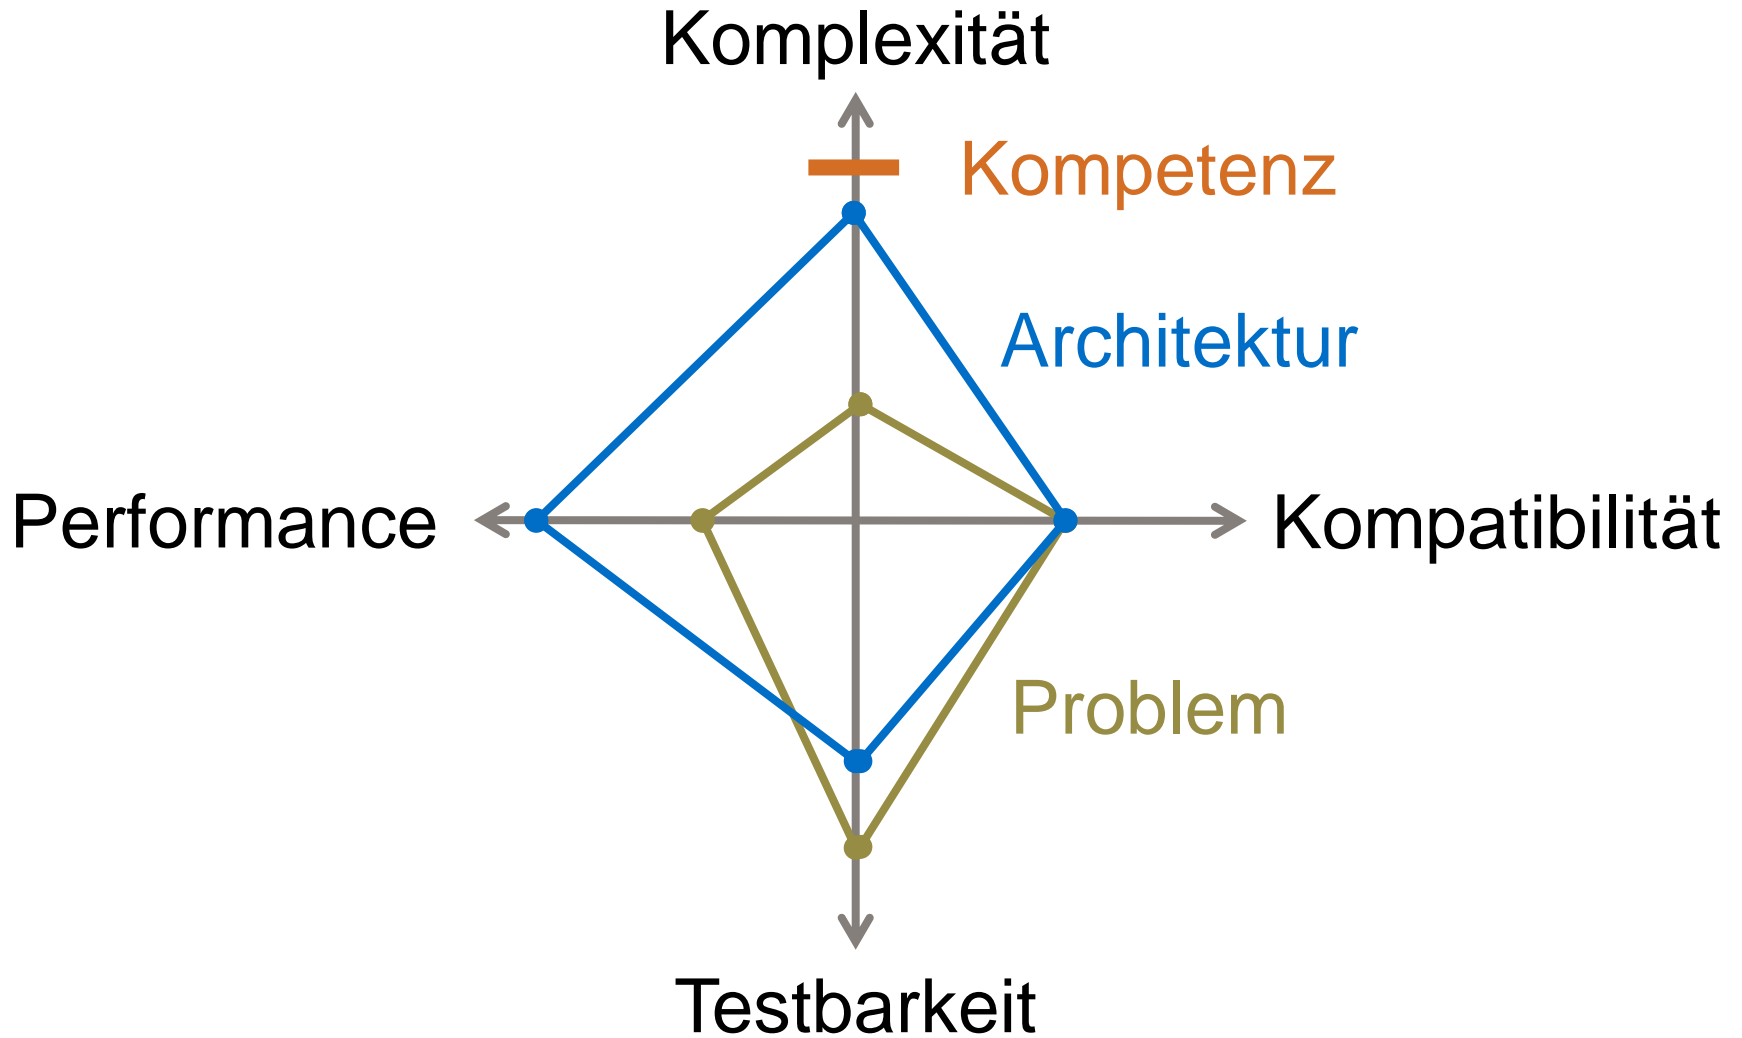 Komplexität
Kompetenz
Architektur
Performance
Kompatibilität
Problem
Testbarkeit